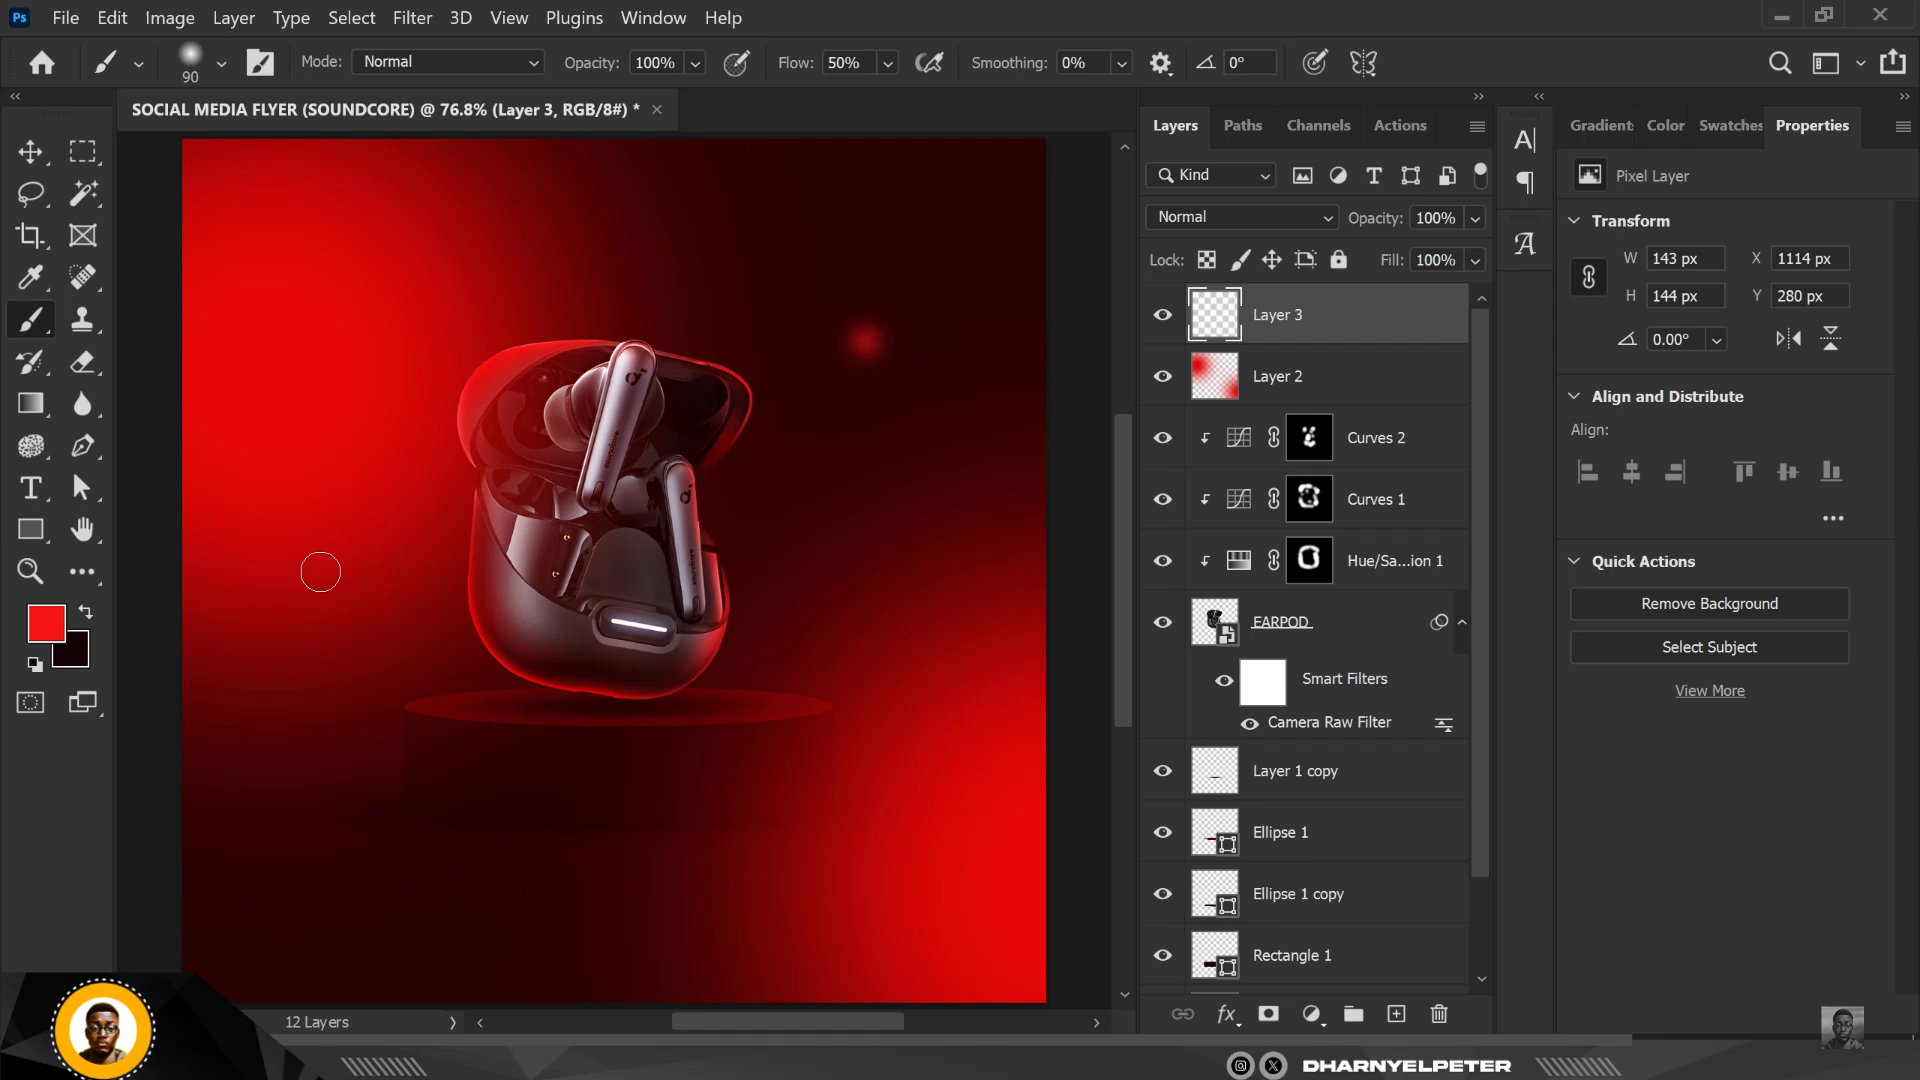 Ps File Edit Image Layer Type Select Filter 3D View Plugins Window Help
90 Mode: Normal Opacity: 100% Flow: 50% Smoothing: 0% 0°
SOCIAL MEDIA FLYER (SOUNDCORE) @ 76.8% (Layer 3, RGB/8#) *
Layers Paths Channels Actions
Kind
Normal Opacity: 100%
Lock: Fill: 100%
Layer 3
Layer 2
Curves 2
Curves 1
Hue/Sa...ion 1
EARPOD
Smart Filters
Camera Raw Filter
Layer 1 copy
Ellipse 1
Ellipse 1 copy
Rectangle 1
Gradient Color Swatches Properties
Pixel Layer
Transform
W 143 px X 1114 px
H 144 px Y 280 px
0.00°
Align and Distribute
Align:
Quick Actions
Remove Background
Select Subject
View More
soundcore
soundcore
12 Layers
DHARNYELPETER